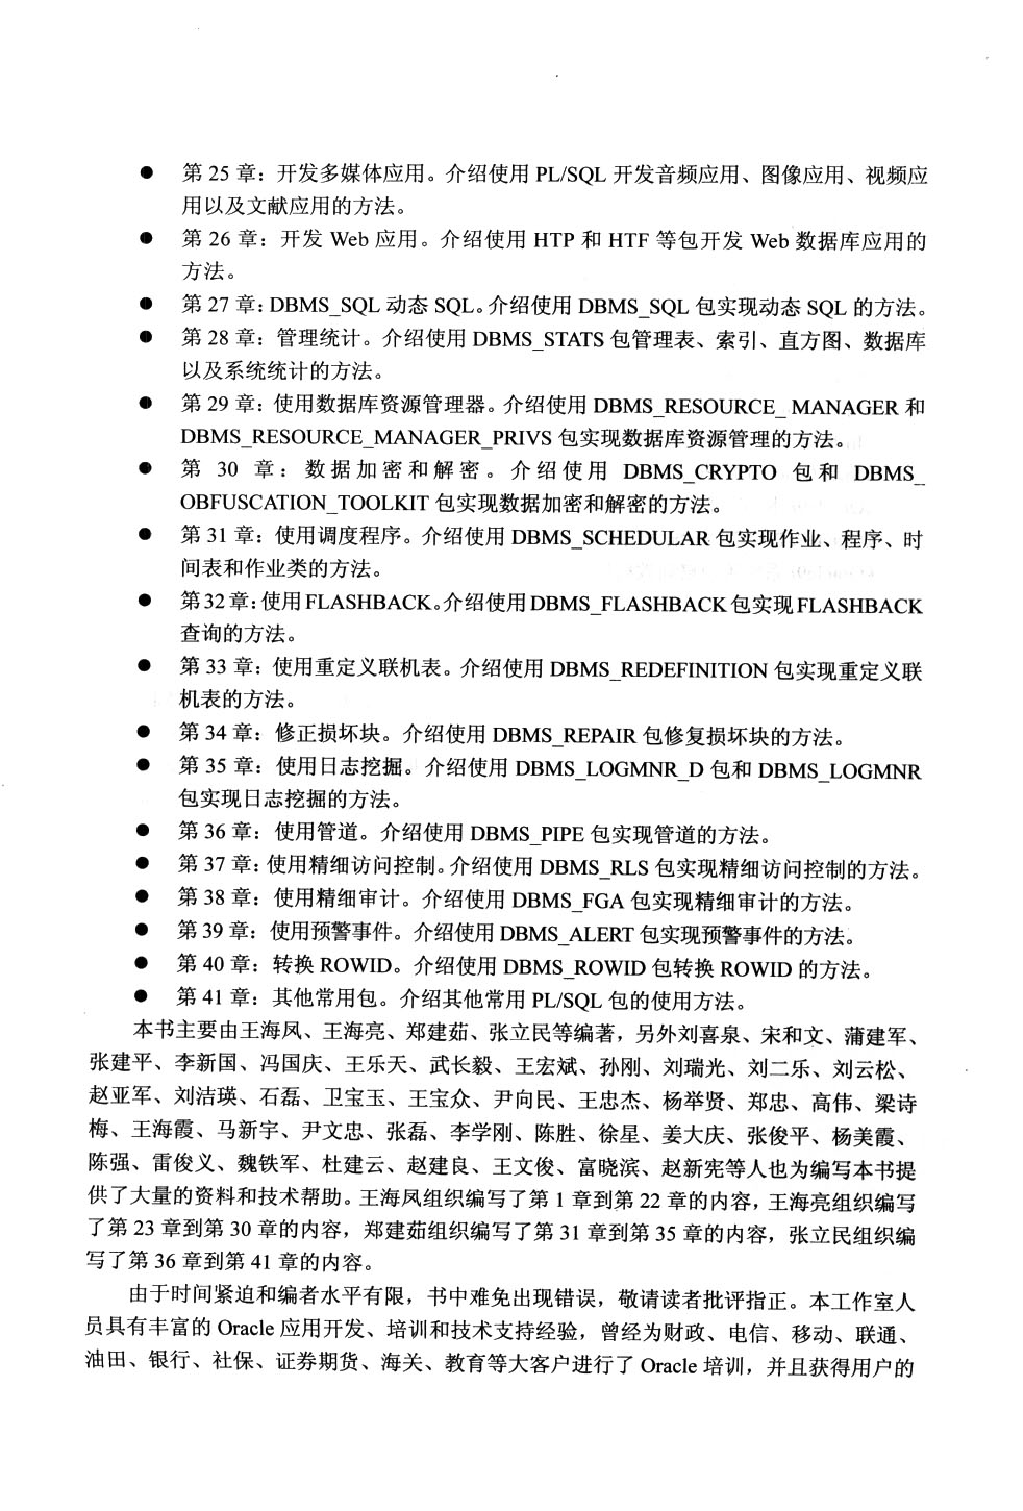 ● 第 25 章：开发多媒体应用。介绍使用 PL/SQL 开发音频应用、图像应用、视频应
用以及文献应用的方法。
● 第 26 章：开发 Web 应用。介绍使用 HTP 和 HTF 等包开发 Web 数据库应用的
方法。
● 第 27 章：DBMS_SQL 动态 SQL。介绍使用 DBMS_SQL 包实现动态 SQL 的方法。
● 第 28 章：管理统计。介绍使用 DBMS_STATS 包管理表、索引、直方图、数据库
以及系统统计的方法。
● 第 29 章：使用数据库资源管理器。介绍使用 DBMS_RESOURCE_ MANAGER 和
DBMS_RESOURCE_MANAGER_PRIVS 包实现数据库资源管理的方法。
● 第 30 章：数据加密和解密。介绍使用 DBMS_CRYPTO 包和 DBMS_
OBFUSCATION_TOOLKIT 包实现数据加密和解密的方法。
● 第 31 章：使用调度程序。介绍使用 DBMS_SCHEDULAR 包实现作业、程序、时
间表和作业类的方法。
● 第 32 章：使用 FLASHBACK。介绍使用 DBMS_FLASHBACK 包实现 FLASHBACK
查询的方法。
● 第 33 章：使用重定义联机表。介绍使用 DBMS_REDEFINITION 包实现重定义联
机表的方法。
● 第 34 章：修正损坏块。介绍使用 DBMS_REPAIR 包修复损坏块的方法。
● 第 35 章：使用日志挖掘。介绍使用 DBMS_LOGMNR_D 包和 DBMS_LOGMNR
包实现日志挖掘的方法。
● 第 36 章：使用管道。介绍使用 DBMS_PIPE 包实现管道的方法。
● 第 37 章：使用精细访问控制。介绍使用 DBMS_RLS 包实现精细访问控制的方法。
● 第 38 章：使用精细审计。介绍使用 DBMS_FGA 包实现精细审计的方法。
● 第 39 章：使用预警事件。介绍使用 DBMS_ALERT 包实现预警事件的方法。
● 第 40 章：转换 ROWID。介绍使用 DBMS_ROWID 包转换 ROWID 的方法。
● 第 41 章：其他常用包。介绍其他常用 PL/SQL 包的使用方法。
本书主要由王海凤、王海亮、郑建茹、张立民等编著，另外刘喜泉、宋和文、蒲建军、
张建平、李新国、冯国庆、王乐天、武长毅、王宏斌、孙刚、刘瑞光、刘二乐、刘云松、
赵亚军、刘洁瑛、石磊、卫宝玉、王宝众、尹向民、王忠杰、杨举贤、郑忠、高伟、梁诗
梅、王海霞、马新宇、尹文忠、张磊、李学刚、陈胜、徐星、姜大庆、张俊平、杨美霞、
陈强、雷俊义、魏铁军、杜建云、赵建良、王文俊、富晓滨、赵新宪等人也为编写本书提
供了大量的资料和技术帮助。王海凤组织编写了第 1 章到第 22 章的内容，王海亮组织编写
了第 23 章到第 30 章的内容，郑建茹组织编写了第 31 章到第 35 章的内容，张立民组织编
写了第 36 章到第 41 章的内容。
由于时间紧迫和编者水平有限，书中难免出现错误，敬请读者批评指正。本工作室人
员具有丰富的 Oracle 应用开发、培训和技术支持经验，曾经为财政、电信、移动、联通、
油田、银行、社保、证券期货、海关、教育等大客户进行了 Oracle 培训，并且获得用户的